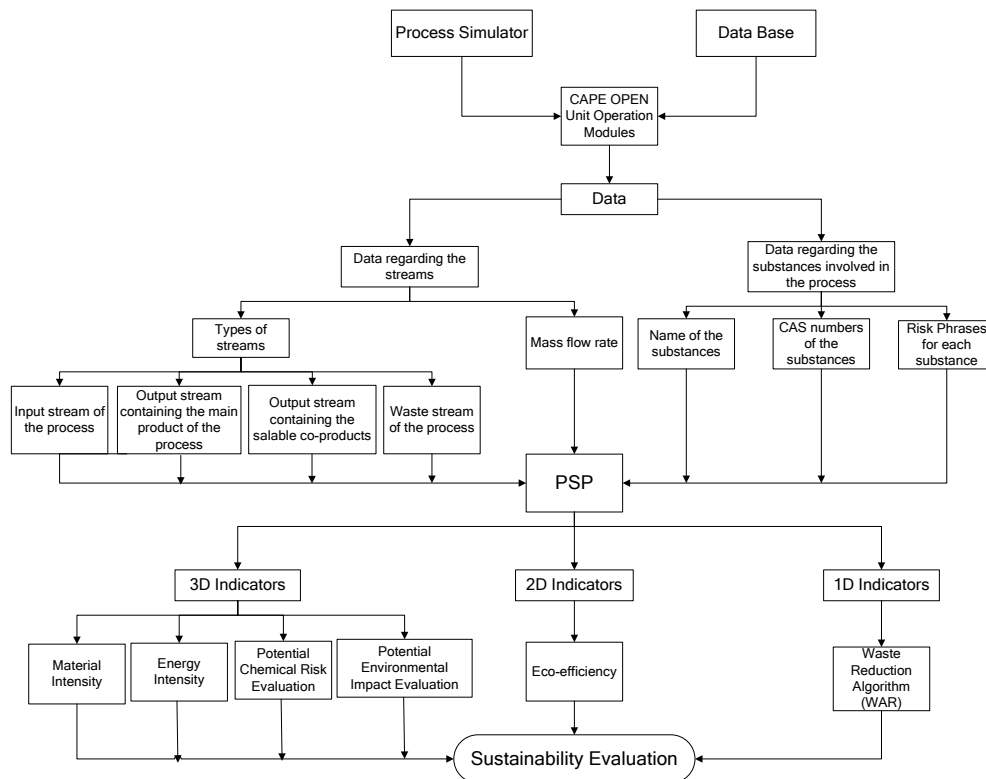 Process Simulator
Data Base
CAPE OPEN
Unit Operation
Modules
Data
Data regarding the
streams
Data regarding the
substances involved in
the process
Types of
streams
Mass flow rate
Name of the
substances
CAS numbers
of the
substances
Risk Phrases
for each
substance
Input stream of
the process
Output stream
containing the main
product of the
process
Output stream
containing the
salable co-products
Waste stream
of the process
PSP
3D Indicators
2D Indicators
1D Indicators
Material
Intensity
Energy
Intensity
Potential
Chemical Risk
Evaluation
Potential
Environmental
Impact Evaluation
Eco-efficiency
Waste
Reduction
Algorithm
(WAR)
Sustainability Evaluation